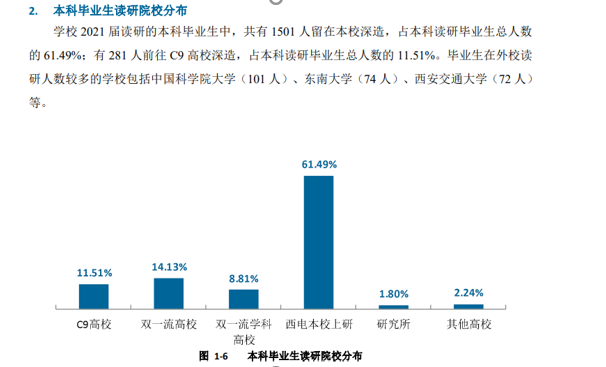 2. 本科毕业生读研院校分布
学校 2021 届读研的本科毕业生中，共有 1501 人留在本校深造，占本科读研毕业生总人数
的 61.49%；有 281 人前往 C9 高校深造，占本科读研毕业生总人数的 11.51%。毕业生在外校读
研人数较多的学校包括中国科学院大学（101 人）、东南大学（74 人）、西安交通大学（72 人）
等。
61.49%
14.13%
11.51%
8.81%
1.80%
2.24%
C9高校 双一流高校 双一流学科 西电本校上研 研究所 其他高校
高校
图 1-6 本科毕业生读研院校分布